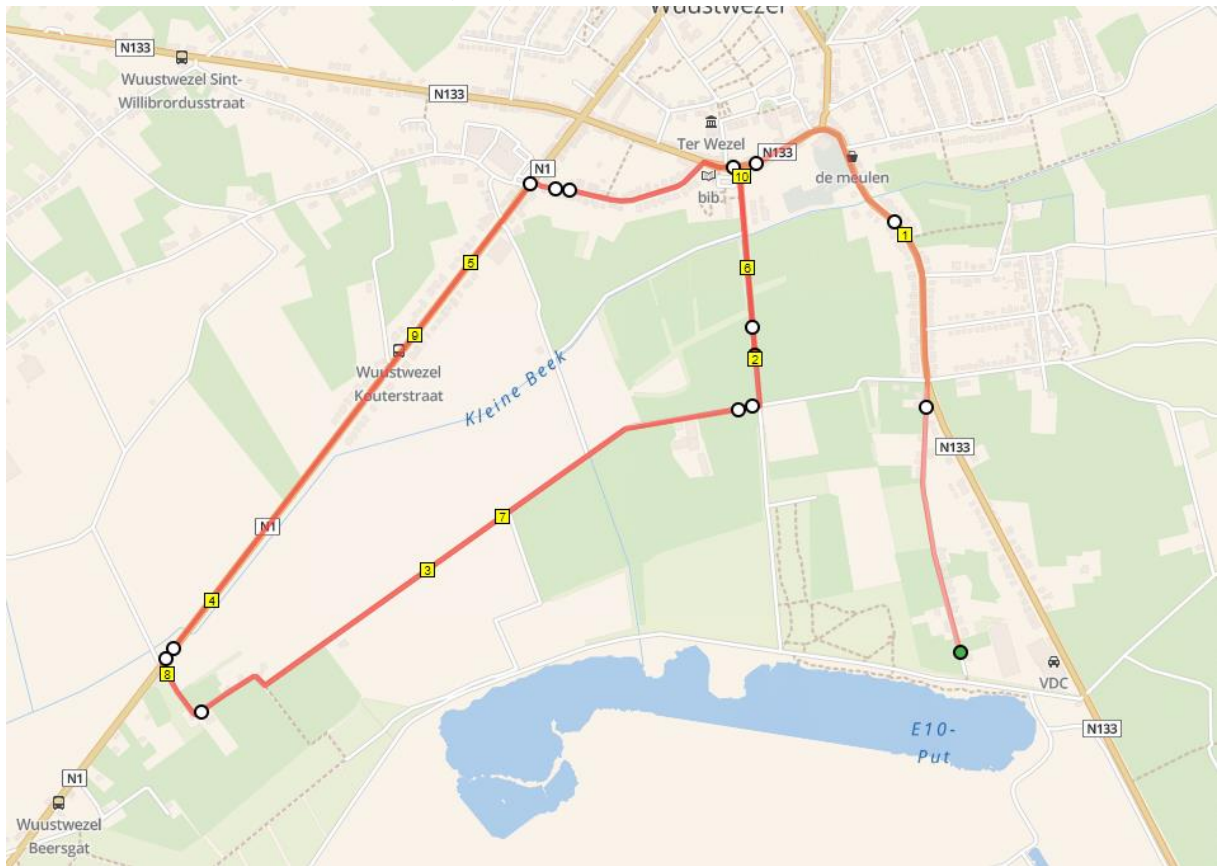 Wuustwezel
N133
Wuustwezel Sint-
Willibrordusstraat
N133
Ter Wezel
N133
N1
10
bib.
de meulen
1
5
6
9
Wuustwezel
Kouterstraat
Kleine Beek
2
N133
7
N1
3
4
8
VDC
E10-
Put
N133
N1
Wuustwezel
Beersgat